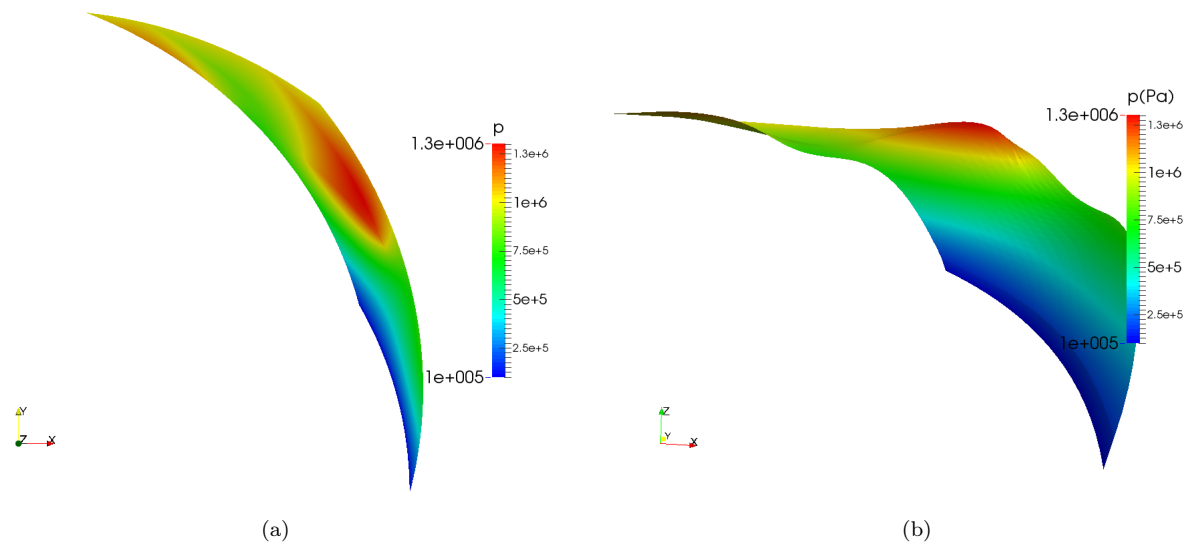 p
1.3e+006
1.3e+6
1e+6
7.5e+5
5e+5
2.5e+5
1e+005
Y
Z
X
(a)
p(Pa)
1.3e+006
1.3e+6
1e+6
7.5e+5
5e+5
2.5e+5
1e+005
Z
Y
X
(b)